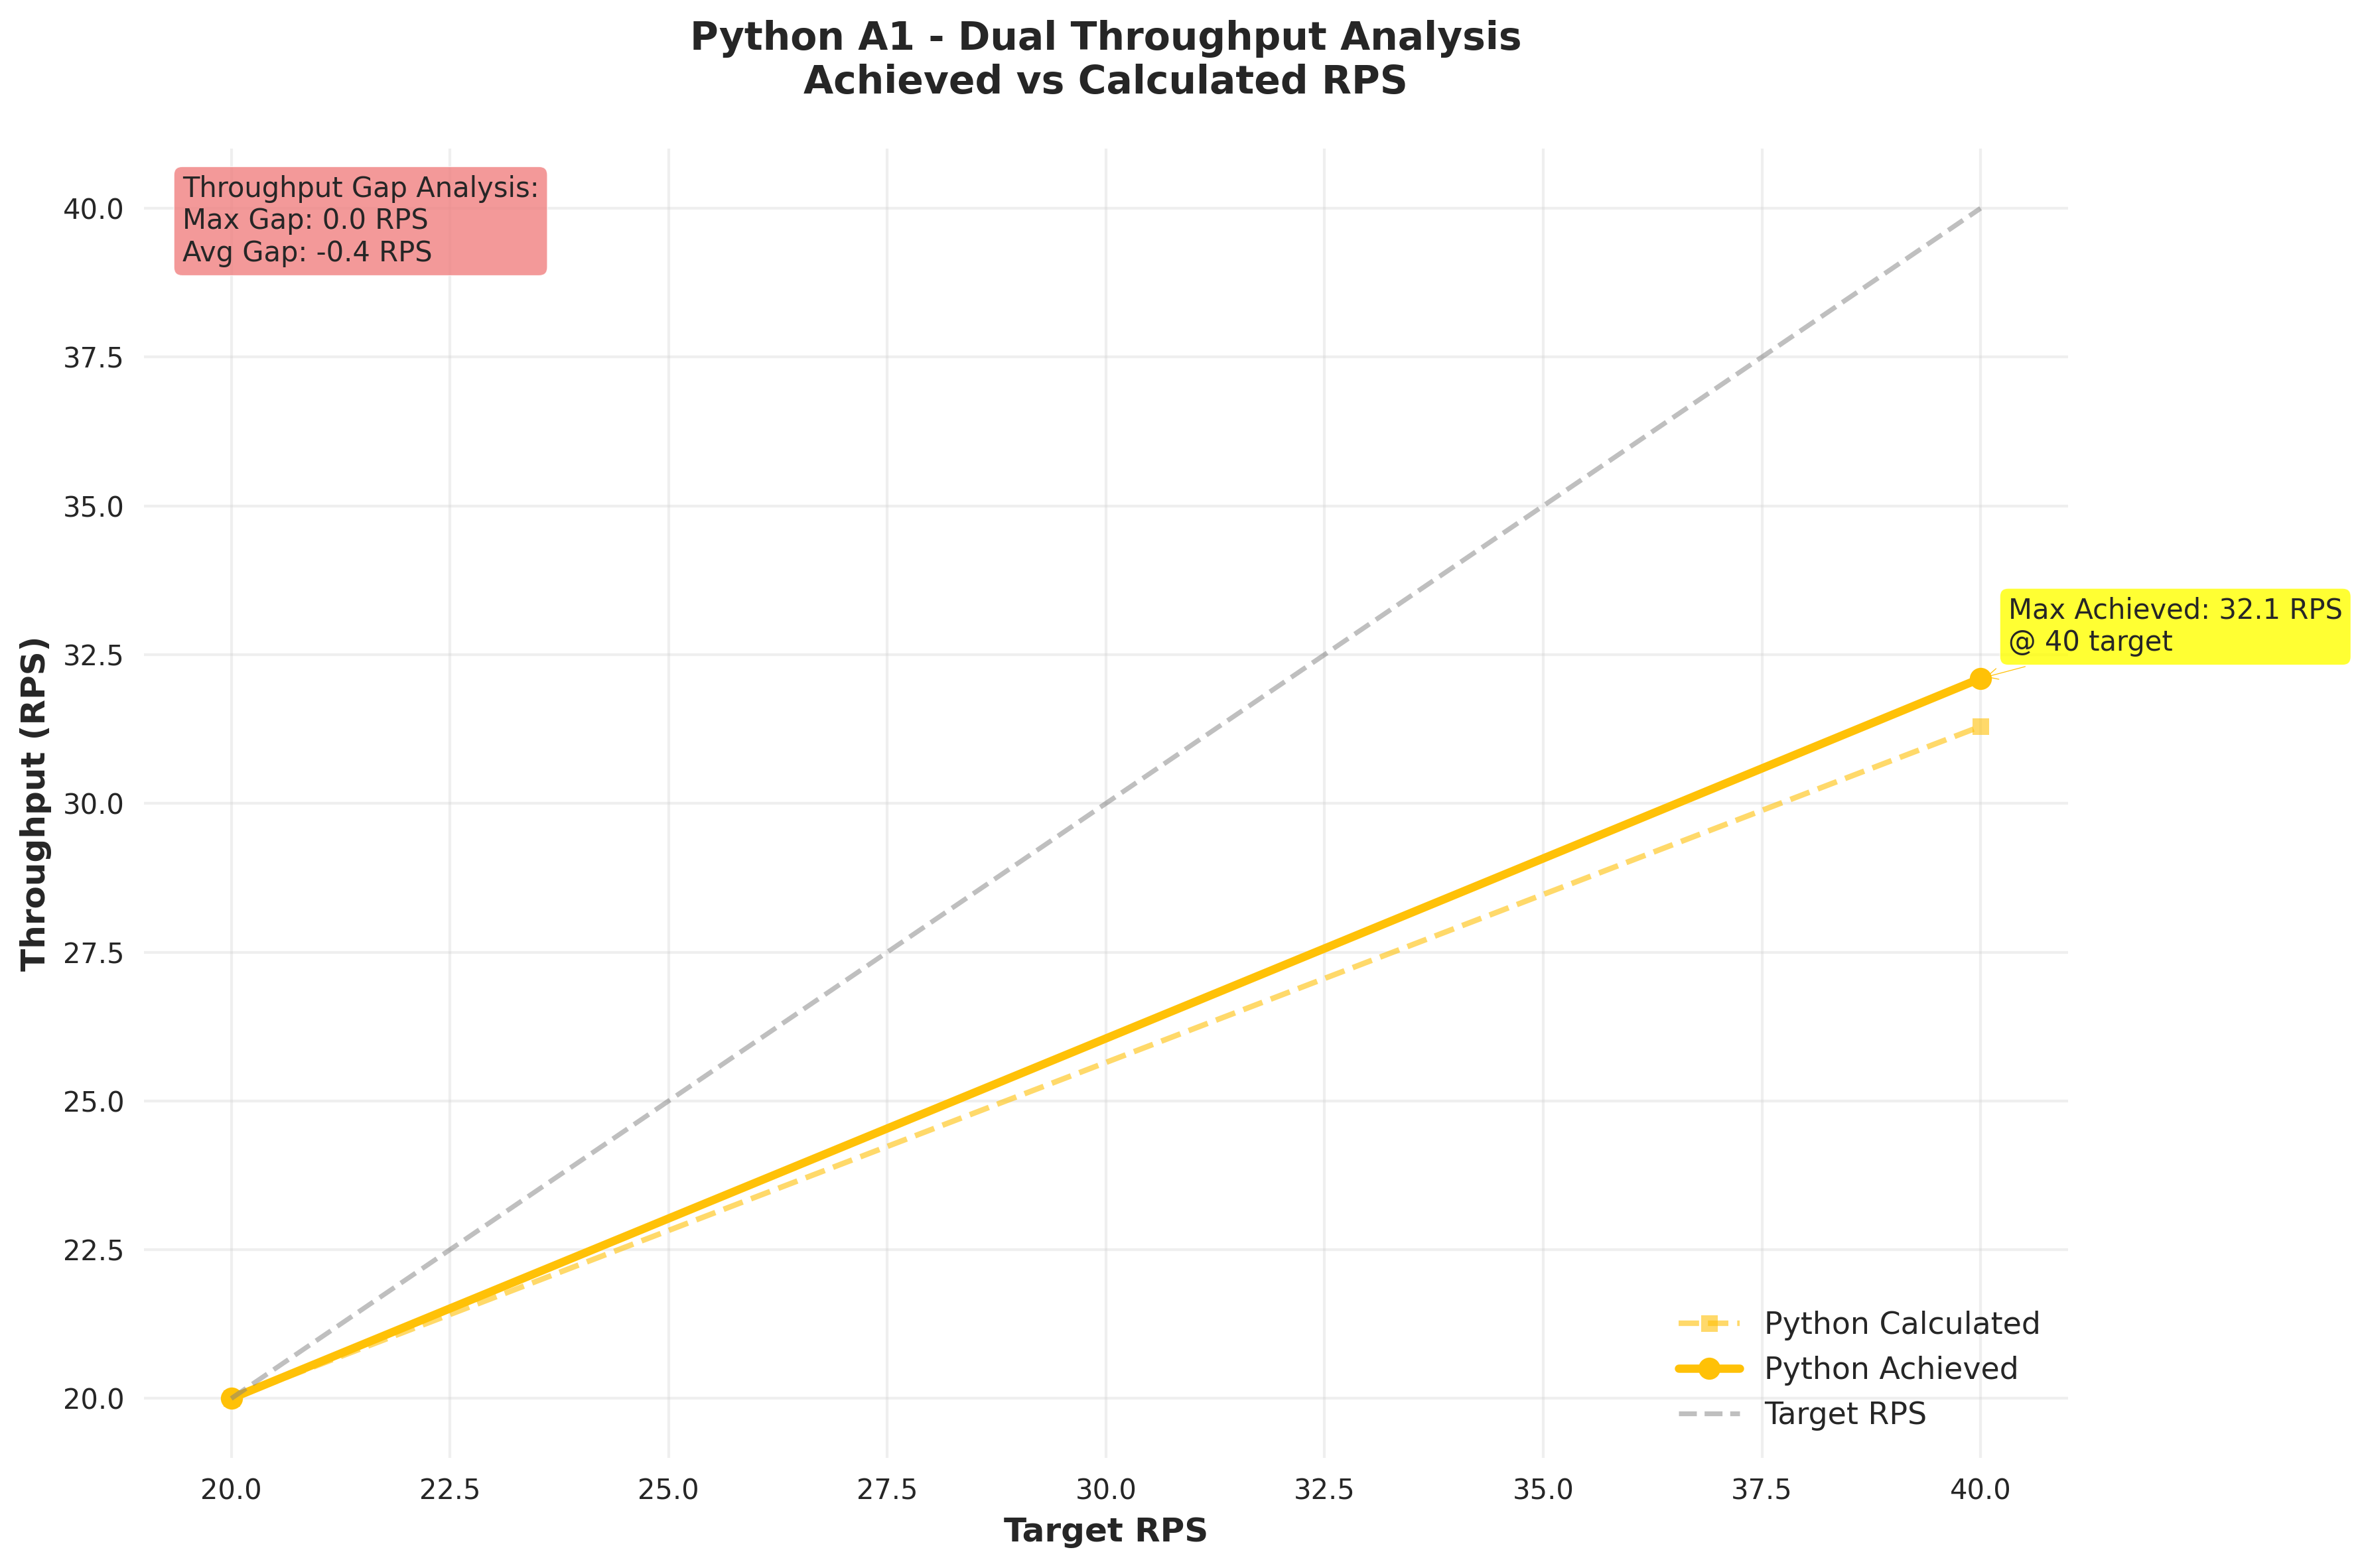 Python A1 - Dual Throughput Analysis
Achieved vs Calculated RPS
Throughput Gap Analysis:
Max Gap: 0.0 RPS
Avg Gap: -0.4 RPS
Throughput (RPS)
40.0
37.5
35.0
32.5
30.0
27.5
25.0
22.5
20.0
Max Achieved: 32.1 RPS
@ 40 target
Python Calculated
Python Achieved
Target RPS
20.0
22.5
25.0
27.5
30.0
32.5
35.0
37.5
40.0
Target RPS